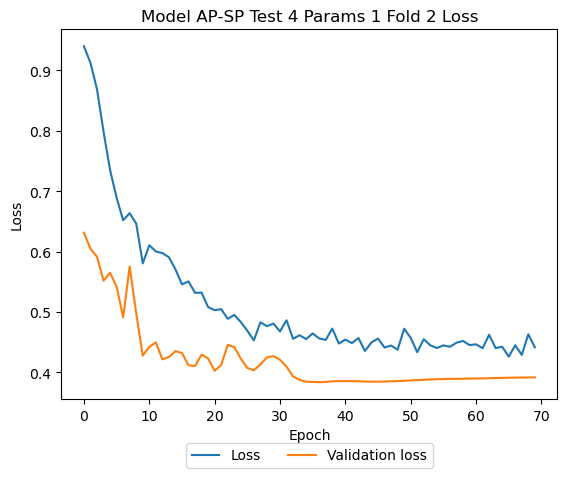 Model AP-SP Test 4 Params 1 Fold 2 Loss
0.9
0.8
0.7
0.6
0.5
0.4
Loss
0 10 20 30 40 50 60 70
Epoch
Loss Validation loss